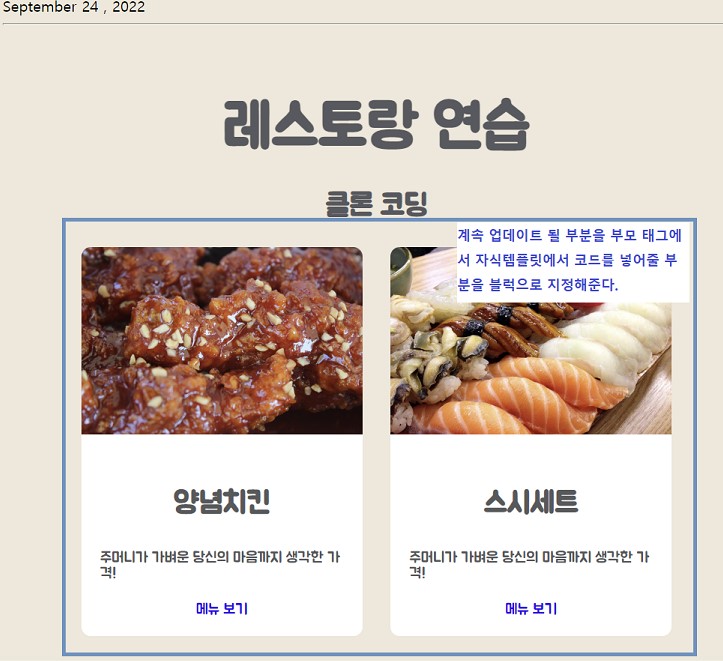 September 24 , 2022
레스토랑 연습
클론 코딩
계속 업데이트 될 부분을 부모 태그에
서 자식템플릿에서 코드를 넣어줄 부
분을 블럭으로 지정해준다.
양념치킨
스시세트
주머니가 가벼운 당신의 마음까지 생각한 가
격!
주머니가 가벼운 당신의 마음까지 생각한 가
격!
메뉴 보기
메뉴 보기